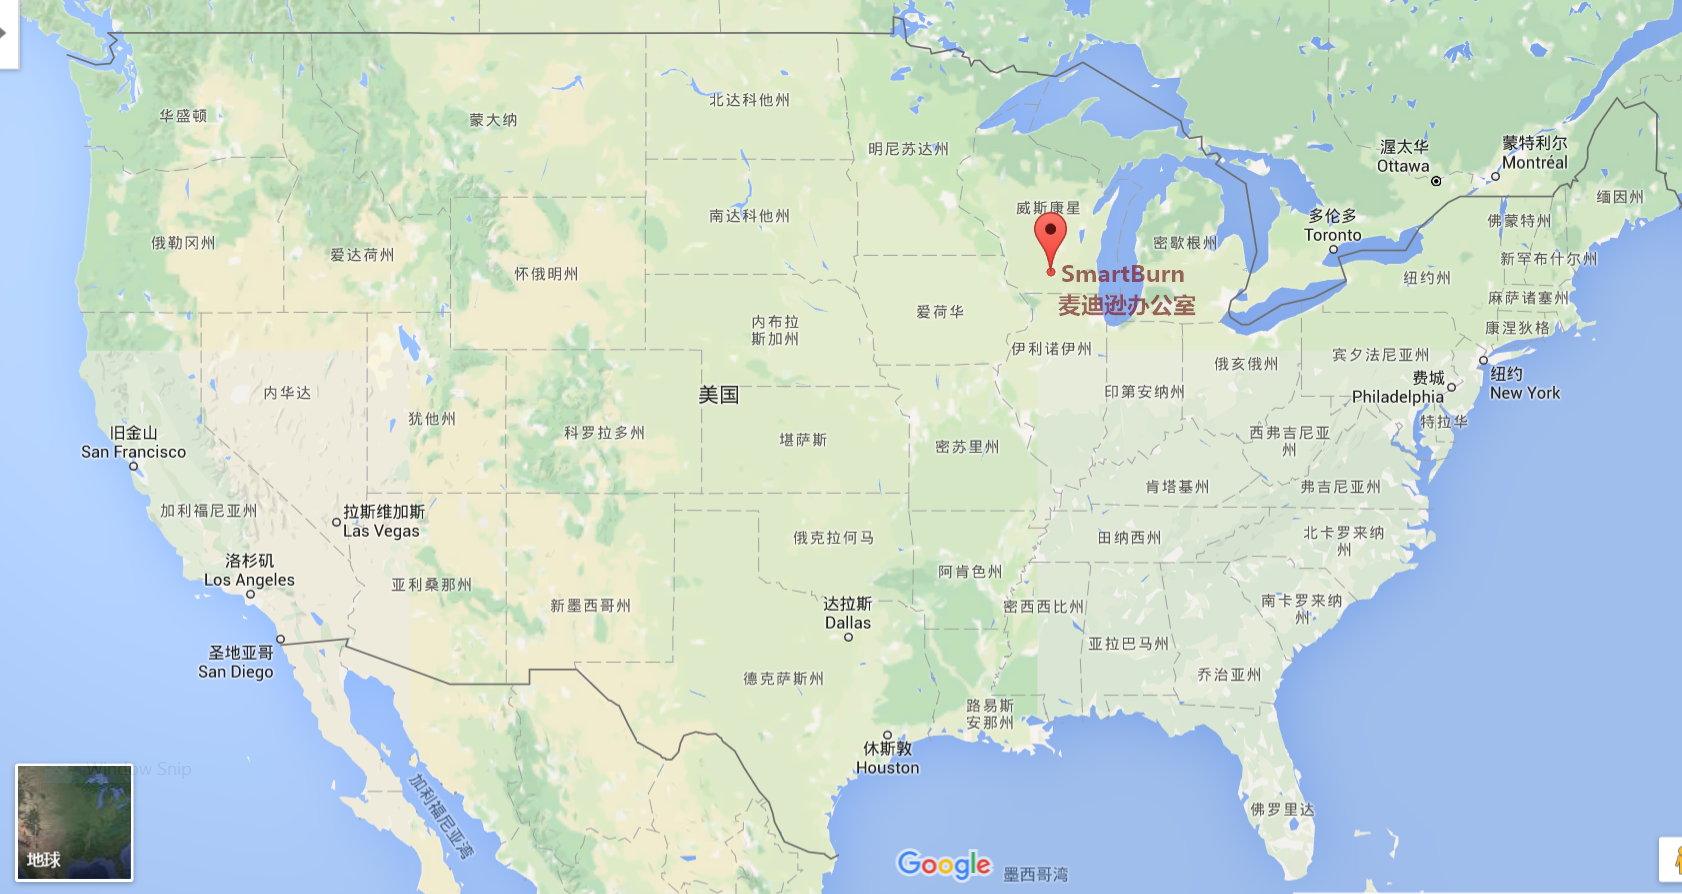 华盛顿
蒙大纳
北达科他州
明尼苏达州
渥太华
Ottawa
蒙特利尔
Montréal
缅因州
威斯康星
俄勒冈州
爱达荷州
怀俄明州
南达科他州
密歇根州
多伦多
Toronto
佛蒙特州
新罕布什尔州
纽约州
麻萨诸塞州
康涅狄格
SmartBurn
麦迪逊办公室
内布拉
斯加州
爱荷华
伊利诺伊州
俄亥俄州
宾夕法尼亚州
费城
Philadelphia
纽约
New York
内华达
犹他州
美国
印第安纳州
特拉华
旧金山
San Francisco
科罗拉多州
堪萨斯
密苏里州
西弗吉尼亚
州
肯塔基州
弗吉尼亚州
加利福尼亚州
拉斯维加斯
Las Vegas
俄克拉何马
田纳西州
北卡罗来纳
州
洛杉矶
Los Angeles
亚利桑那州
新墨西哥州
阿肯色州
达拉斯
Dallas
密西西比州
南卡罗来纳
州
亚拉巴马州
圣地亚哥
San Diego
德克萨斯州
乔治亚州
路易斯
安那州
休斯敦
Houston
Window Snip
加利福尼亚湾
佛罗里达
地球
Google
墨西哥湾